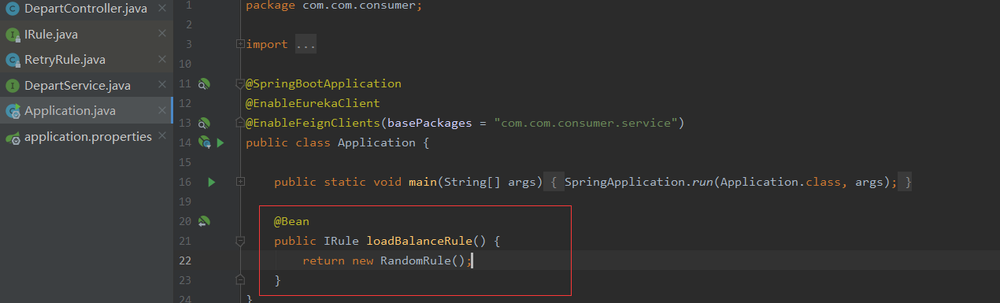 DepartController.java
IRule.java
RetryRule.java
DepartService.java
Application.java
application.properties
1 package com.com.consumer;
2
3 import ...
10
11 @SpringBootApplication
12 @EnableEurekaClient
13 @EnableFeignClients(basePackages = "com.com.consumer.service")
14 public class Application {
15
16 public static void main(String[] args) { SpringApplication.run(Application.class, args); }
19
20 @Bean
21 public IRule loadBalanceRule() {
22 return new RandomRule();
23 }
24 }